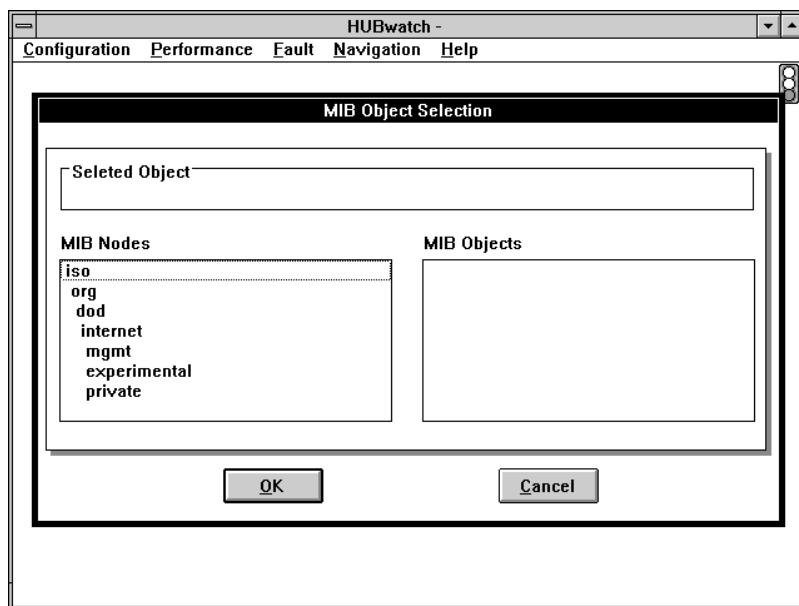 HUBwatch -
Configuration Performance Fault Navigation Help
MIB Object Selection
Seleted Object
MIB Nodes
MIB Objects
iso
org
dod
internet
mgmt
experimental
private
OK
Cancel